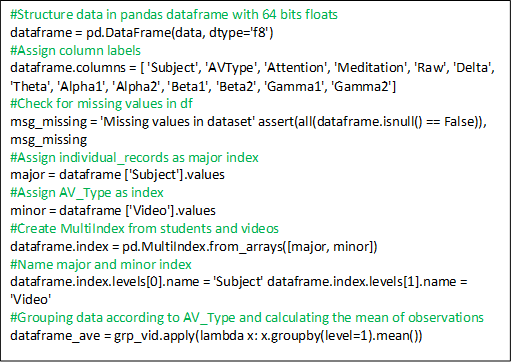 #Structure data in pandas dataframe with 64 bits floats
dataframe = pd.DataFrame(data, dtype='f8')
#Assign column labels
dataframe.columns = [ 'Subject', 'AVType', 'Attention', 'Meditation', 'Raw', 'Delta',
'Theta', 'Alpha1', 'Alpha2', 'Beta1', 'Beta2', 'Gamma1', 'Gamma2']
#Check for missing values in df
msg_missing = 'Missing values in dataset' assert(all(dataframe.isnull() == False)),
msg_missing
#Assign individual_records as major index
major = dataframe ['Subject'].values
#Assign AV_Type as index
minor = dataframe ['Video'].values
#Create MultiIndex from students and videos
dataframe.index = pd.MultiIndex.from_arrays([major, minor])
#Name major and minor index
dataframe.index.levels[0].name = 'Subject' dataframe.index.levels[1].name =
'Video'
#Grouping data according to AV_Type and calculating the mean of observations
dataframe_ave = grp_vid.apply(lambda x: x.groupby(level=1).mean())